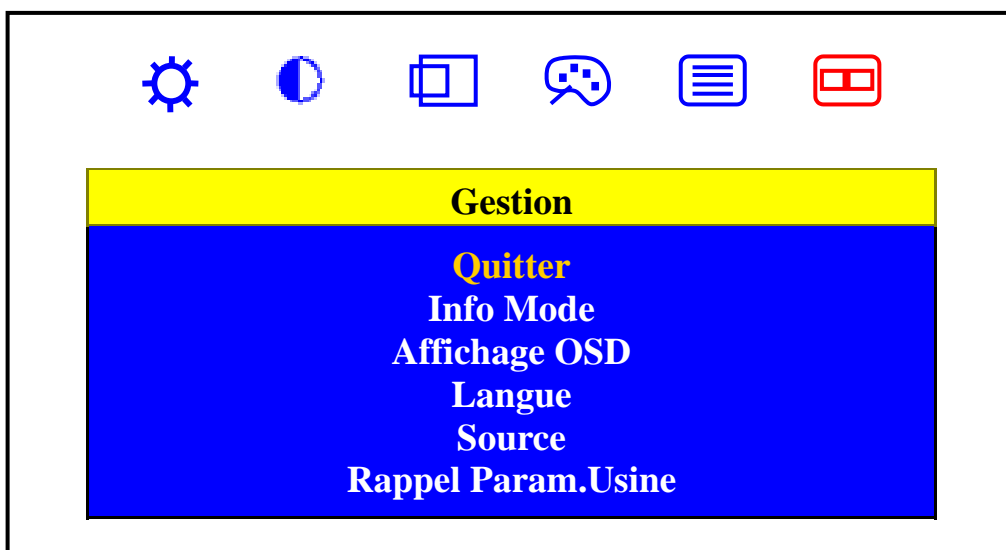 Gestion
Quitter
Info Mode
Affichage OSD
Langue
Source
Rappel Param.Usine